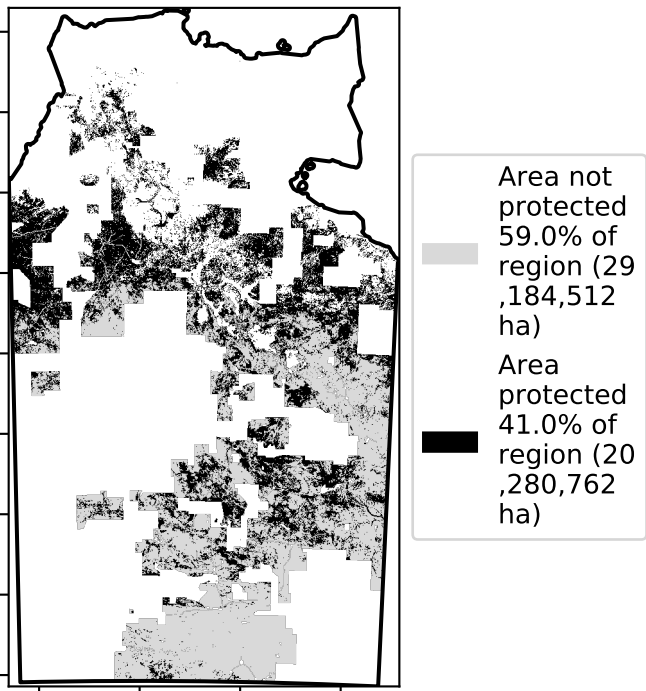 Area not
protected
59.0% of
region (29
,184,512
ha)
Area
protected
41.0% of
region (20
,280,762
ha)